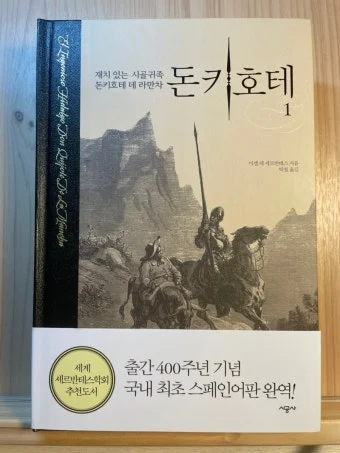 El Ingenioso Hidalgo Don Quijote De La Mancha
재치 있는 시골귀족
돈키호테 데 라만차
돈키호테
1
미겔 데 세르반테스 지음
박철 옮김
세계
세르반테스학회
추천도서
출간 400주년 기념
국내 최초 스페인어판 완역!
시공사